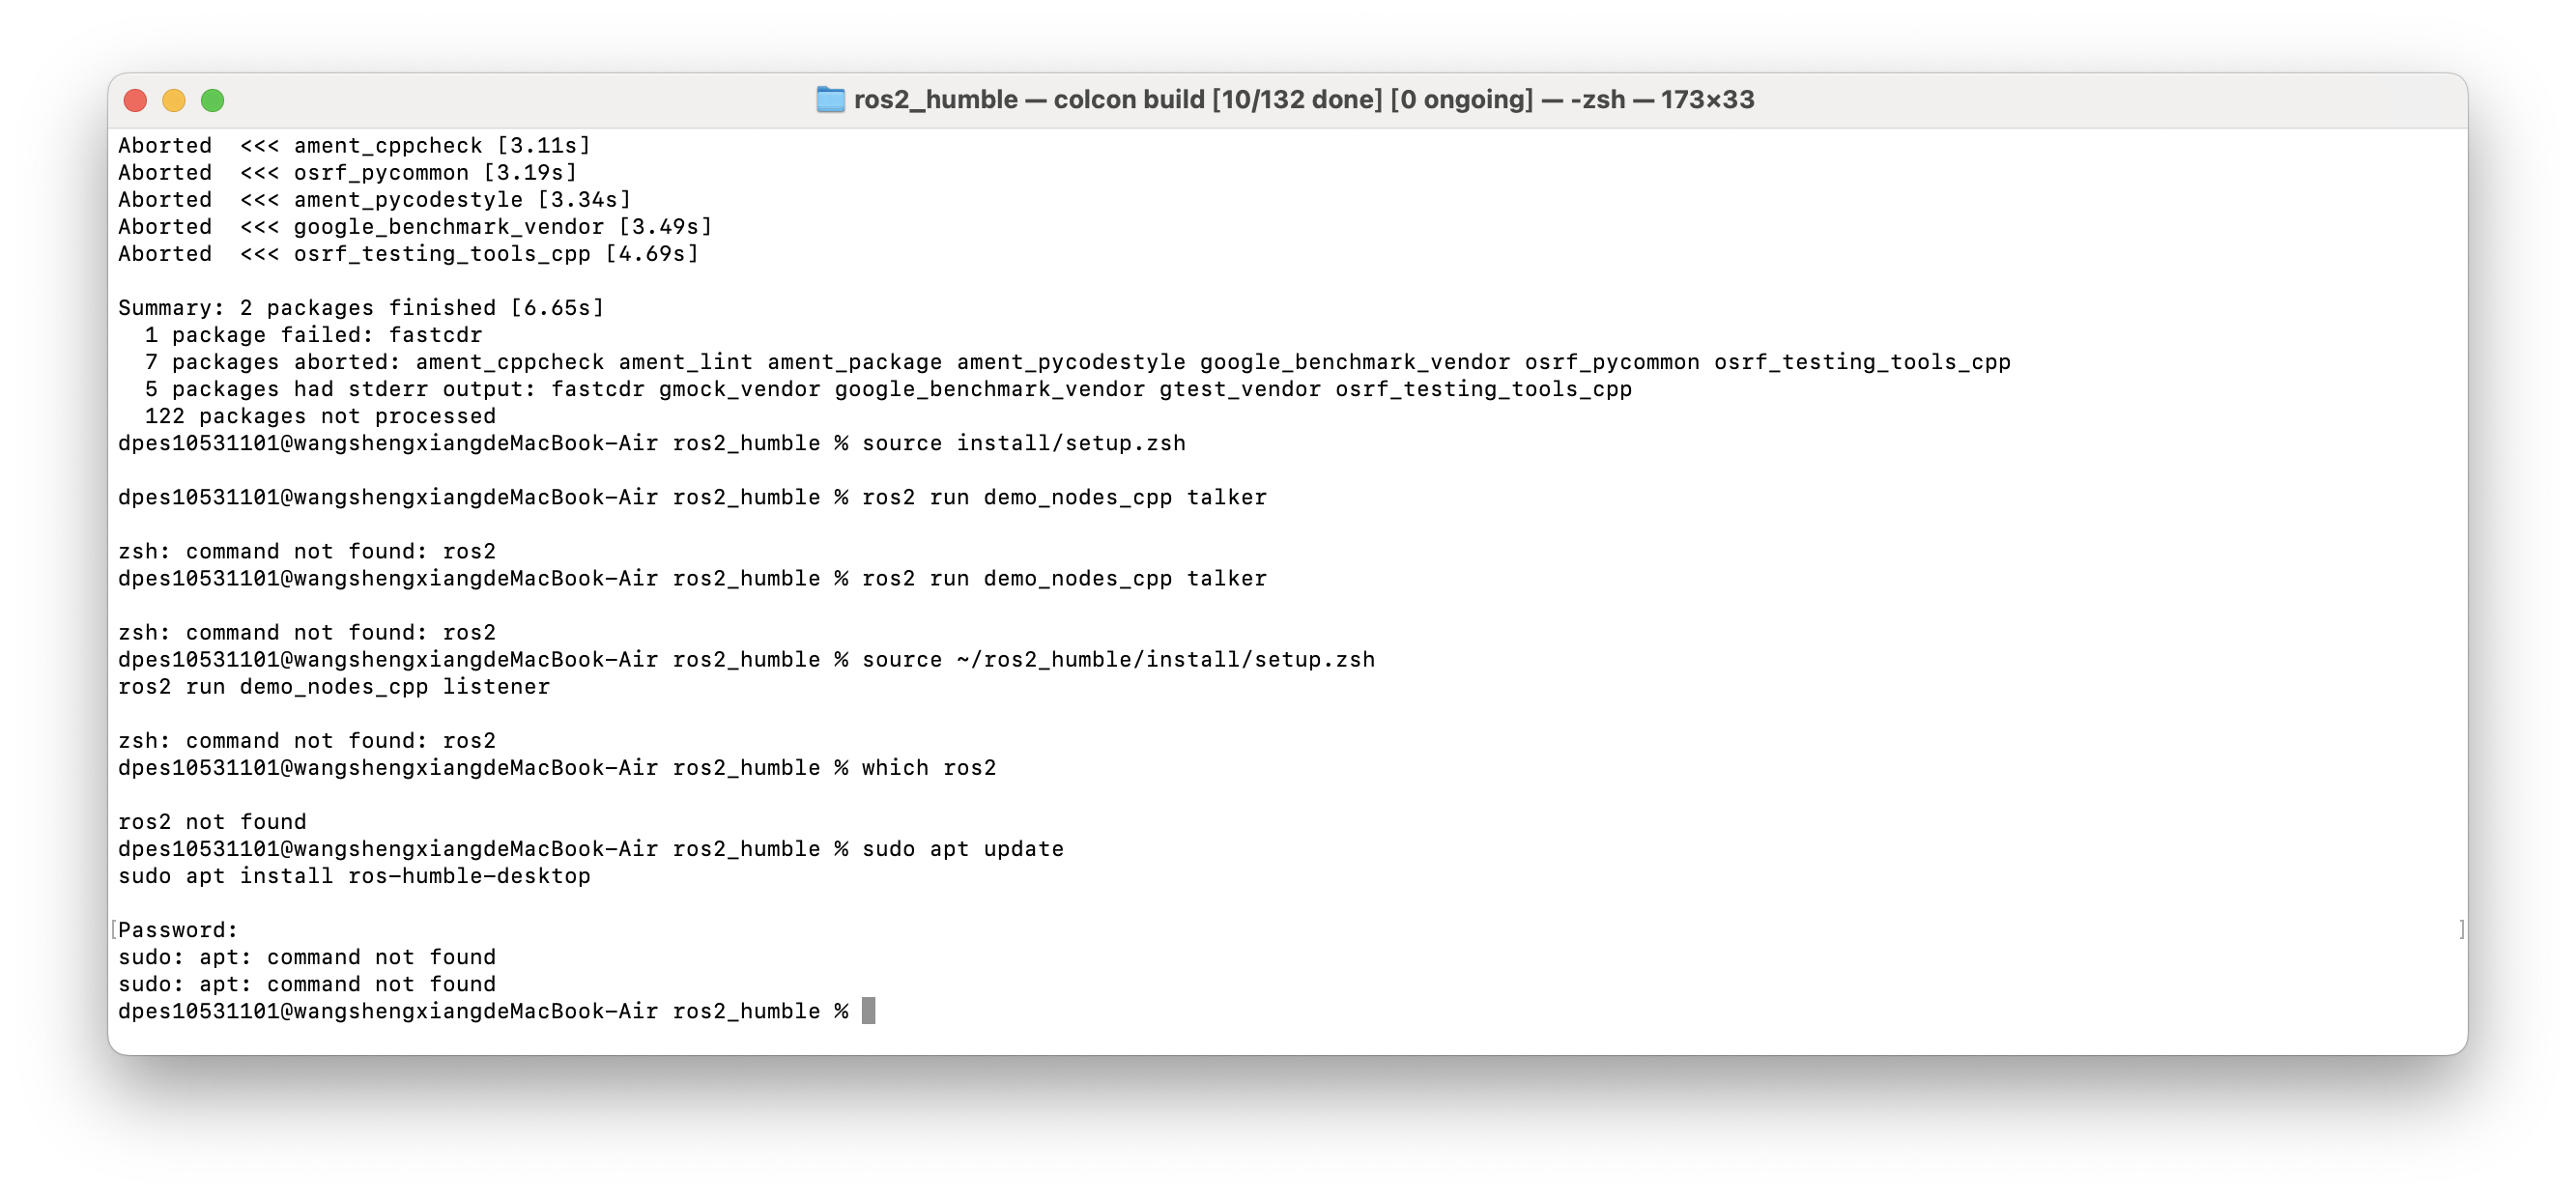 ros2_humble — colcon build [10/132 done] [0 ongoing] — -zsh — 173×33
Aborted  <<< ament_cppcheck [3.11s]
Aborted  <<< osrf_pycommon [3.19s]
Aborted  <<< ament_pycodestyle [3.34s]
Aborted  <<< google_benchmark_vendor [3.49s]
Aborted  <<< osrf_testing_tools_cpp [4.69s]
Summary: 2 packages finished [6.65s]
  1 package failed: fastcdr
  7 packages aborted: ament_cppcheck ament_lint ament_package ament_pycodestyle google_benchmark_vendor osrf_pycommon osrf_testing_tools_cpp
  5 packages had stderr output: fastcdr gmock_vendor google_benchmark_vendor gtest_vendor osrf_testing_tools_cpp
  122 packages not processed
dpes10531101@wangshengxiangdeMacBook-Air ros2_humble % source install/setup.zsh
dpes10531101@wangshengxiangdeMacBook-Air ros2_humble % ros2 run demo_nodes_cpp talker
zsh: command not found: ros2
dpes10531101@wangshengxiangdeMacBook-Air ros2_humble % ros2 run demo_nodes_cpp talker
zsh: command not found: ros2
dpes10531101@wangshengxiangdeMacBook-Air ros2_humble % source ~/ros2_humble/install/setup.zsh
ros2 run demo_nodes_cpp listener
zsh: command not found: ros2
dpes10531101@wangshengxiangdeMacBook-Air ros2_humble % which ros2
ros2 not found
dpes10531101@wangshengxiangdeMacBook-Air ros2_humble % sudo apt update
sudo apt install ros-humble-desktop
[Password: ]
sudo: apt: command not found
sudo: apt: command not found
dpes10531101@wangshengxiangdeMacBook-Air ros2_humble %